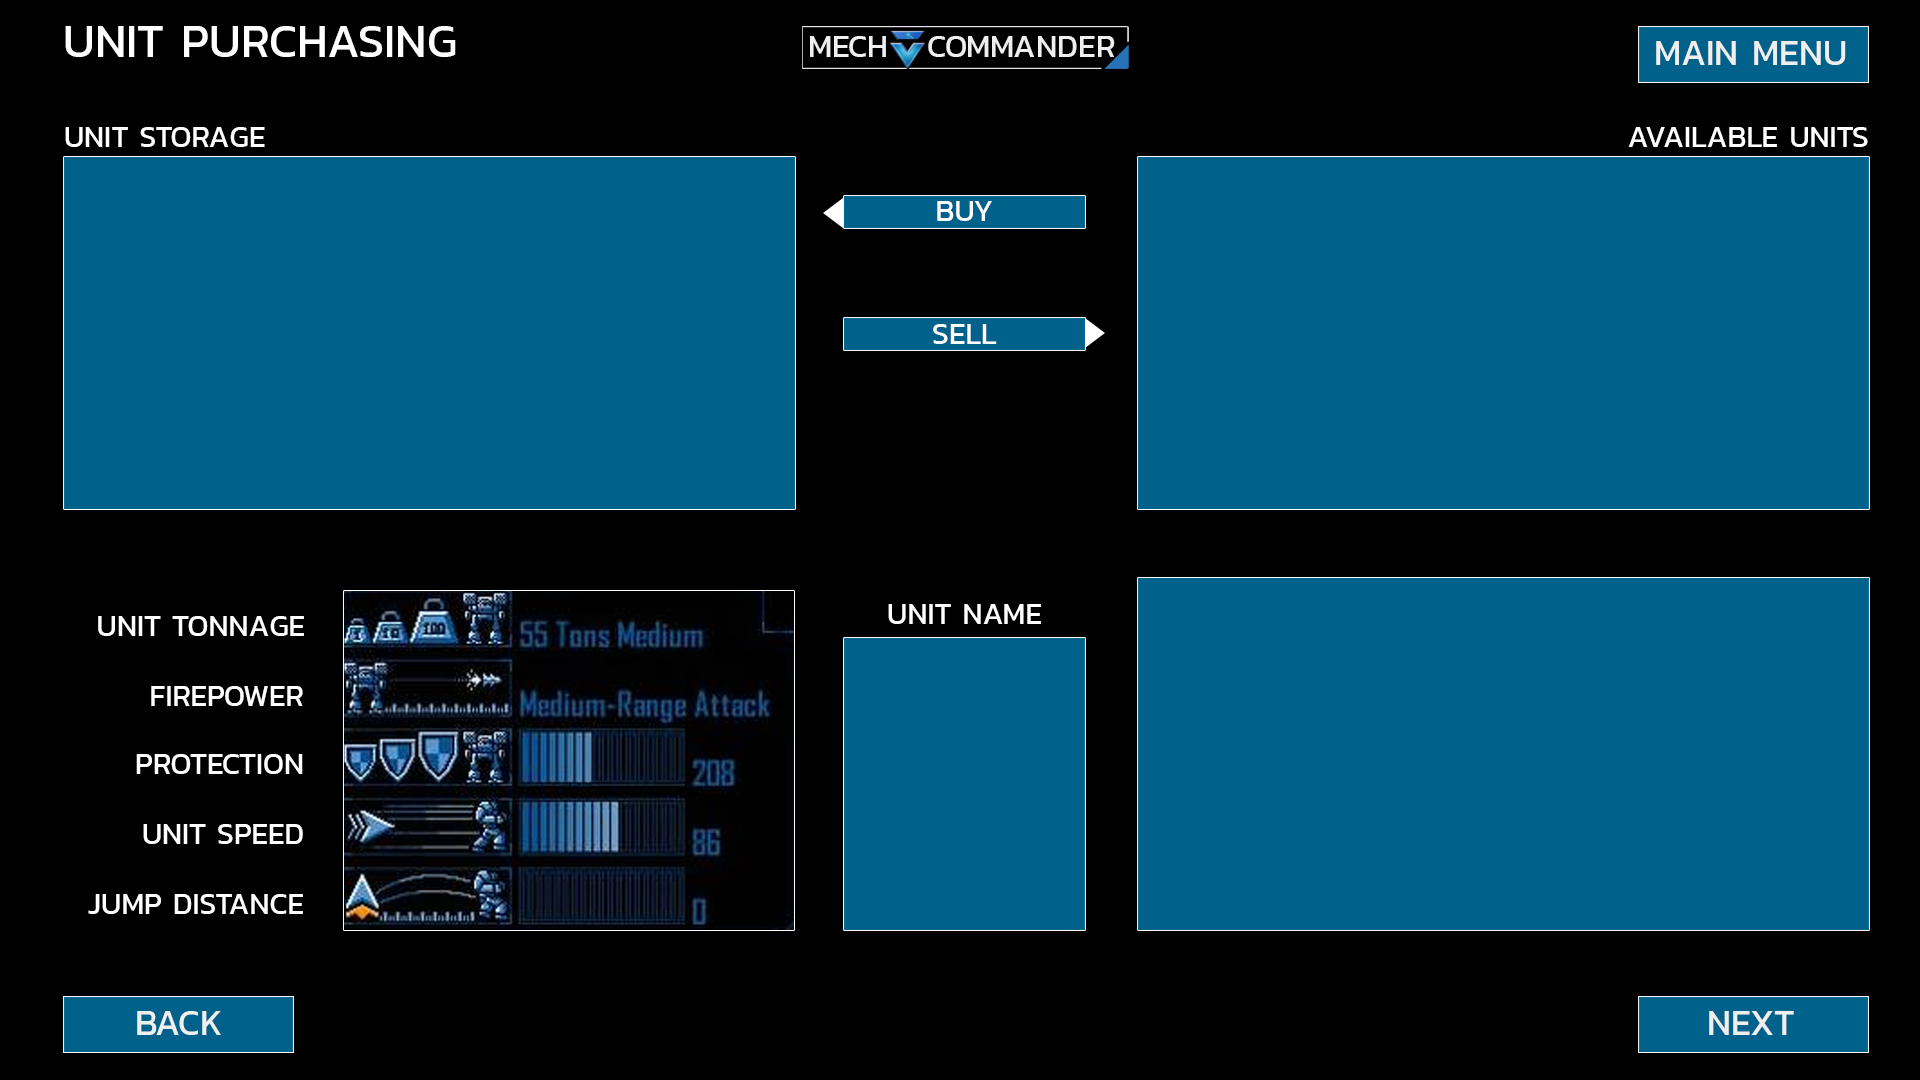 UNIT PURCHASING
MECH COMMANDER
MAIN MENU
UNIT STORAGE
AVAILABLE UNITS
BUY
SELL
UNIT TONNAGE
100
55 Tons Medium
FIREPOWER
Medium-Range Attack
PROTECTION
208
UNIT SPEED
86
JUMP DISTANCE
0
UNIT NAME
BACK
NEXT